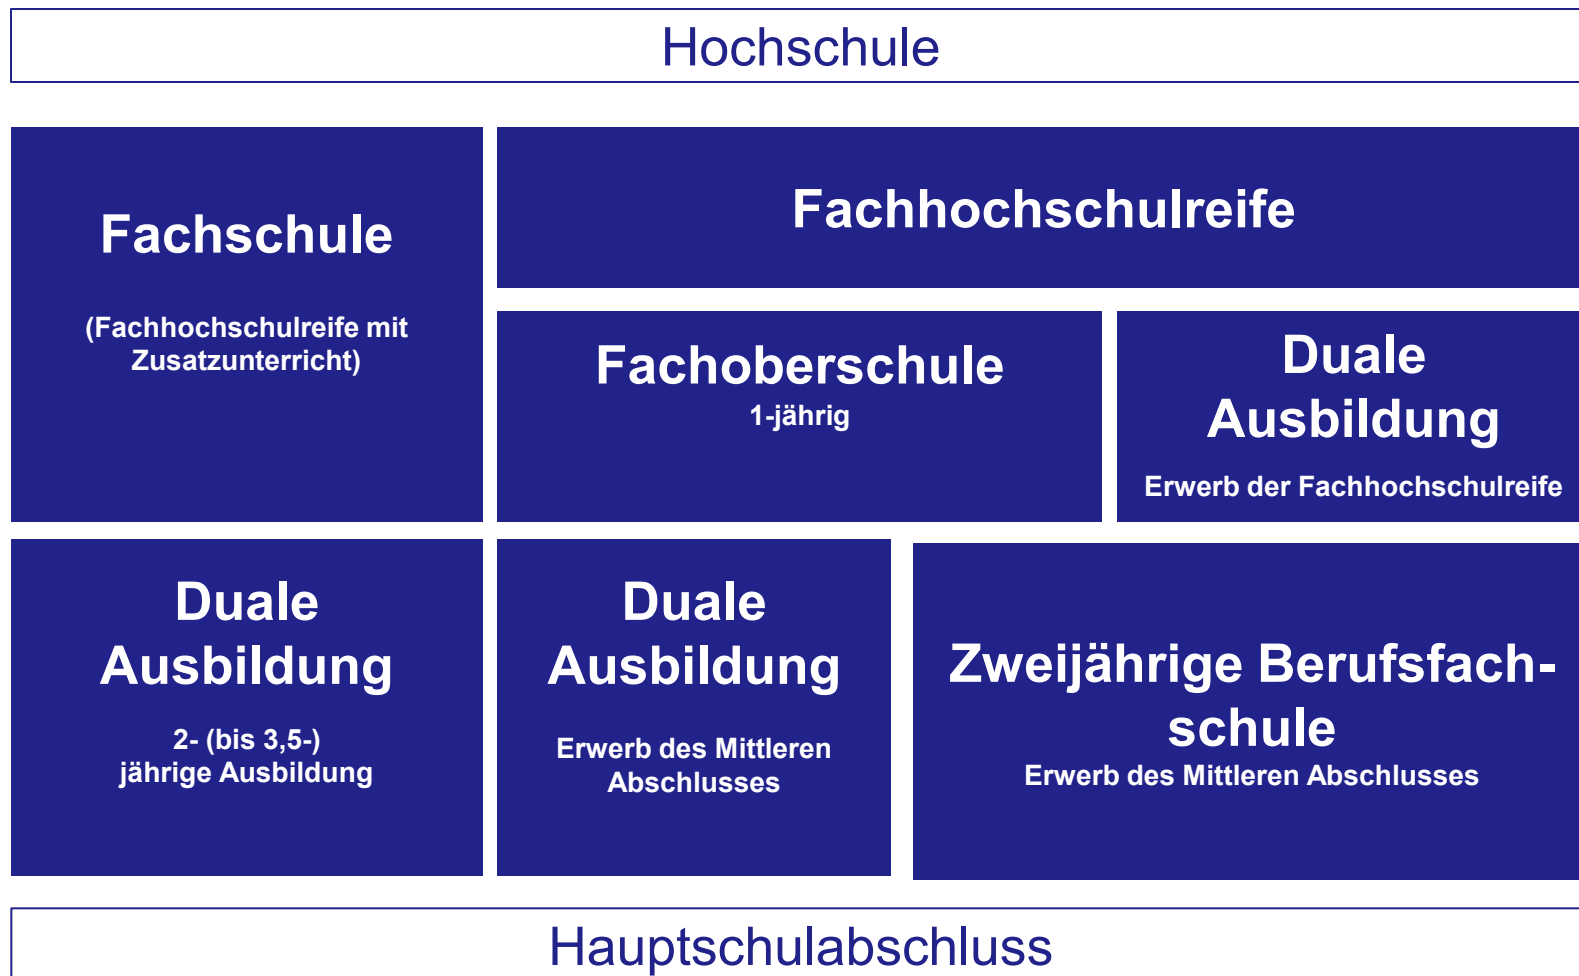 Hochschule
Fachschule
(Fachhochschulreife mit
Zusatzunterricht)
Fachhochschulreife
Fachoberschule
1-jährig
Duale
Ausbildung
Erwerb der Fachhochschulreife
Duale
Ausbildung
2- (bis 3,5-)
jährige Ausbildung
Duale
Ausbildung
Erwerb des Mittleren
Abschlusses
Zweijährige Berufsfach-
schule
Erwerb des Mittleren Abschlusses
Hauptschulabschluss